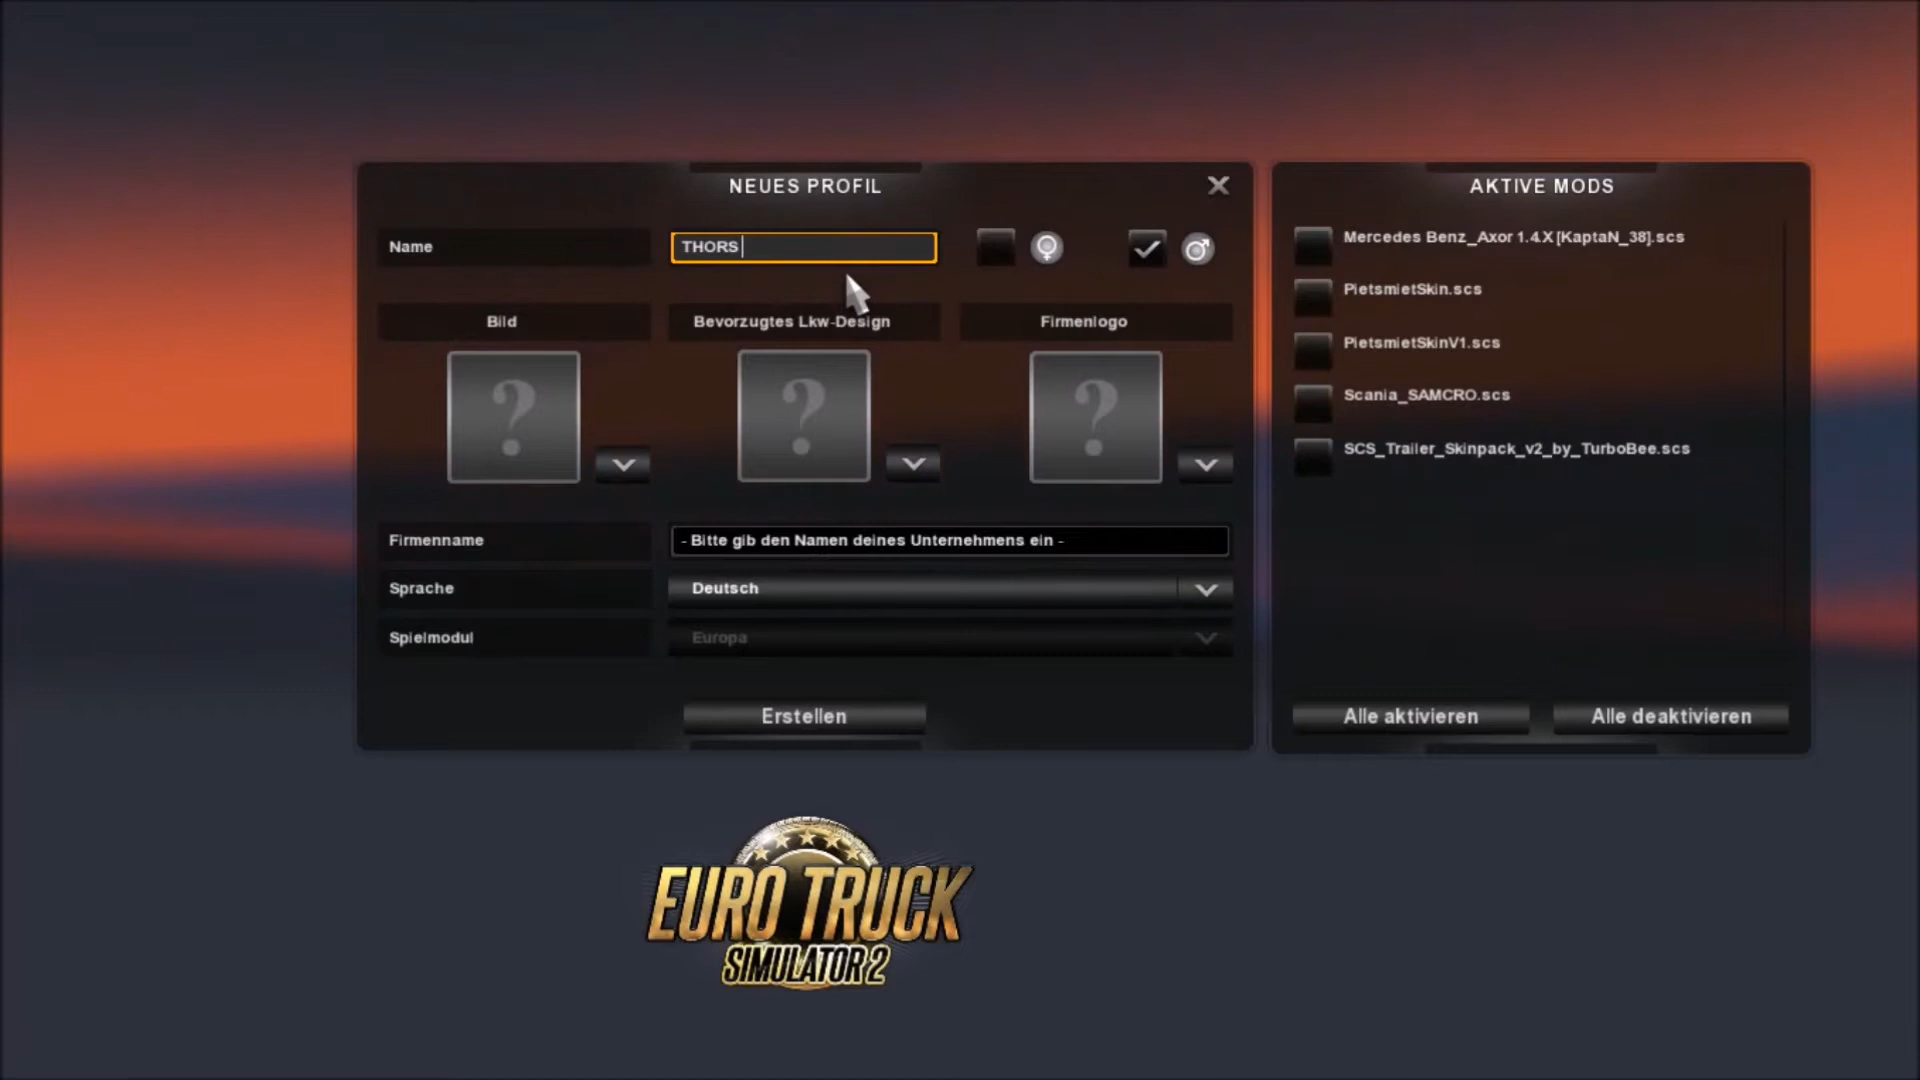 NEUES PROFIL
Name
THORS
Bild
Bevorzugtes Lkw-Design
Firmenlogo
?
?
?
Firmenname
- Bitte gib den Namen deines Unternehmens ein -
Sprache
Deutsch
Spielmodul
Europa
Erstellen
AKTIVE MODS
Mercedes Benz_Axor 1.4.X [KaptaN_38].scs
PietsmietSkin.scs
PietsmietSkinV1.scs
Scania_SAMCRO.scs
SCS_Trailer_Skinpack_v2_by_TurboBee.scs
Alle aktivieren
Alle deaktivieren
EURO TRUCK
SIMULATOR 2